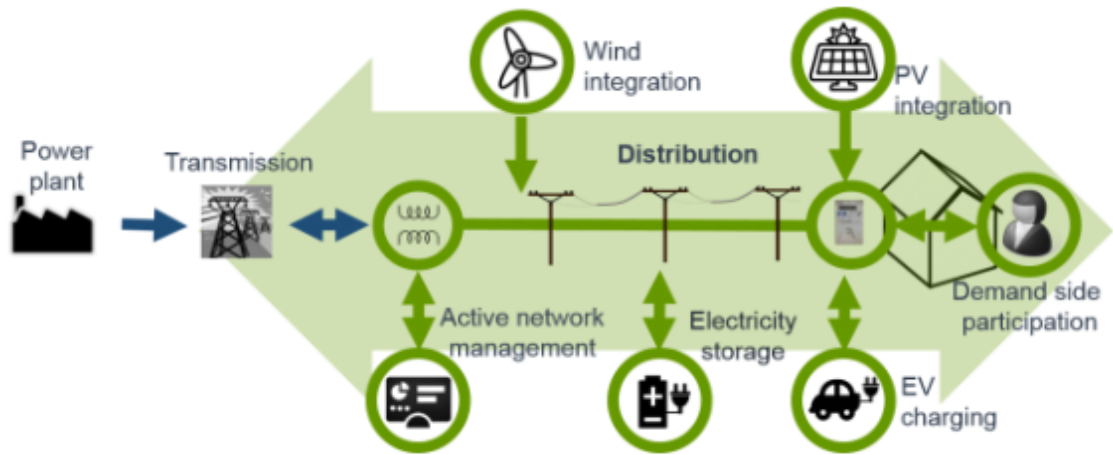 Wind
integration
PV
integration
Power
plant
Transmission
Distribution
Demand side
participation
Active network
management
Electricity
storage
EV
charging